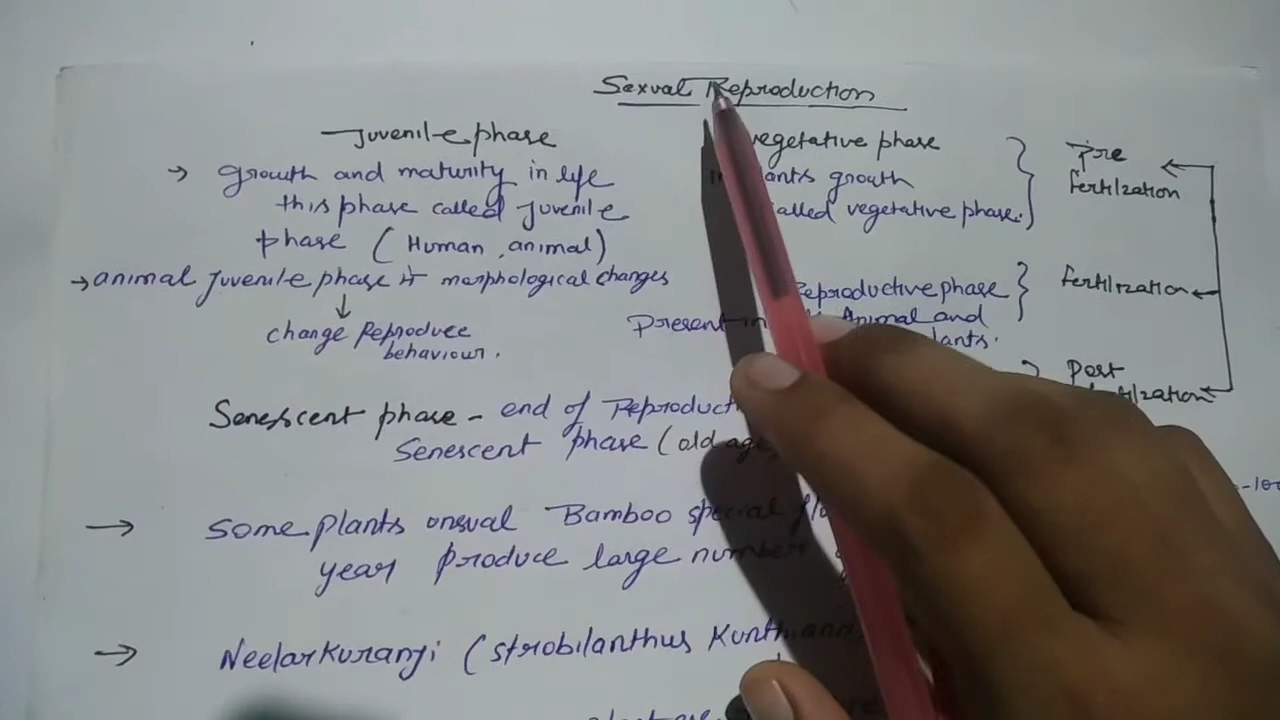 Sexual Reproduction
Juvenile phase
→ growth and maturity in life
this phase called Juvenile
phase (Human, animal)
→ animal Juvenile phase it morphological changes
↓
change Reproduce
behaviour.
vegetative phase
growth
called vegetative phase.
Pre
fertilzation
Reproductive phase
Present in Animal and
fertilization
Post
Senescent phase - end of
Senescent phase (old age
→ Some plants unsual Bamboo special
year produce large number
→ Neelarkuranji (strobilanthus